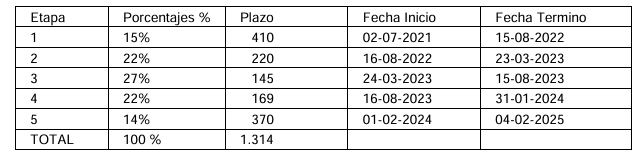 Etapa Porcentajes % Plazo Fecha Inicio Fecha Termino
1 15% 410 02-07-2021 15-08-2022
2 22% 220 16-08-2022 23-03-2023
3 27% 145 24-03-2023 15-08-2023
4 22% 169 16-08-2023 31-01-2024
5 14% 370 01-02-2024 04-02-2025
TOTAL 100 % 1.314